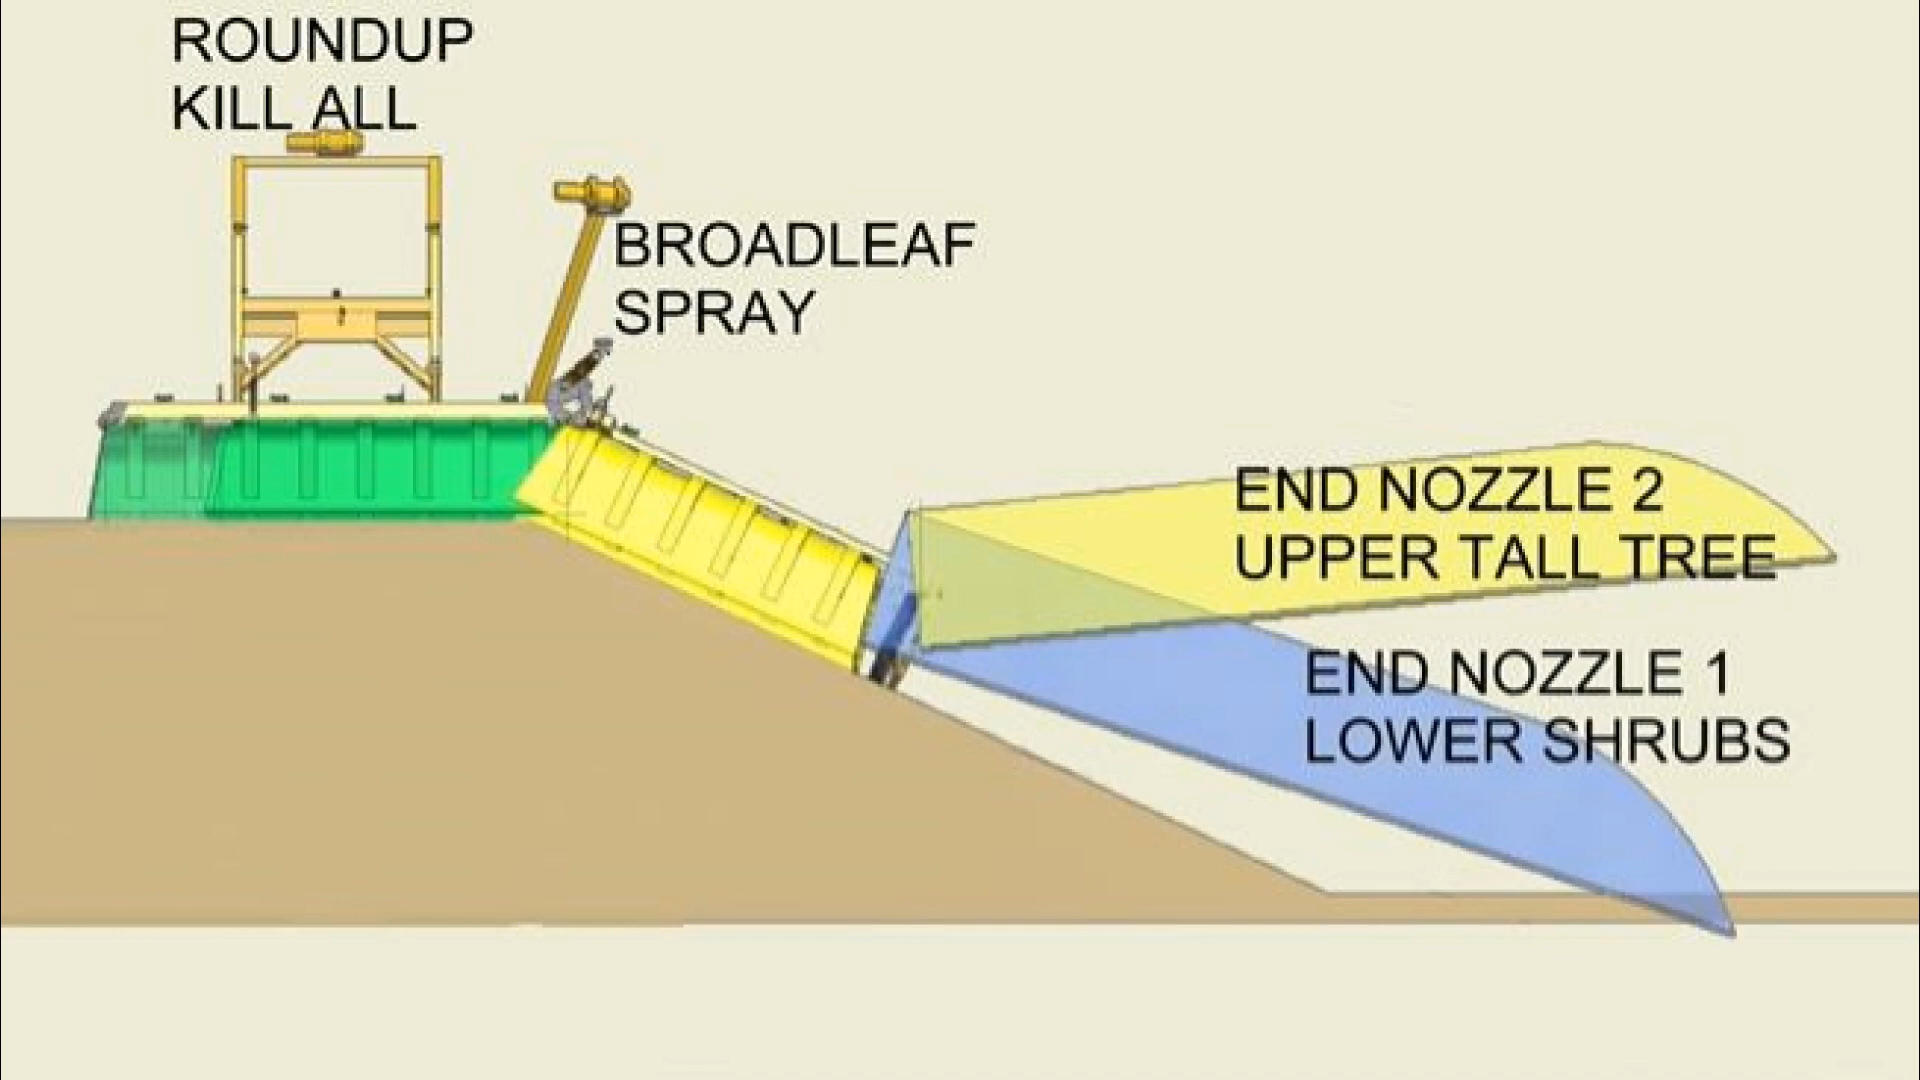 ROUNDUP
KILL ALL
BROADLEAF
SPRAY
END NOZZLE 2
UPPER TALL TREE
END NOZZLE 1
LOWER SHRUBS